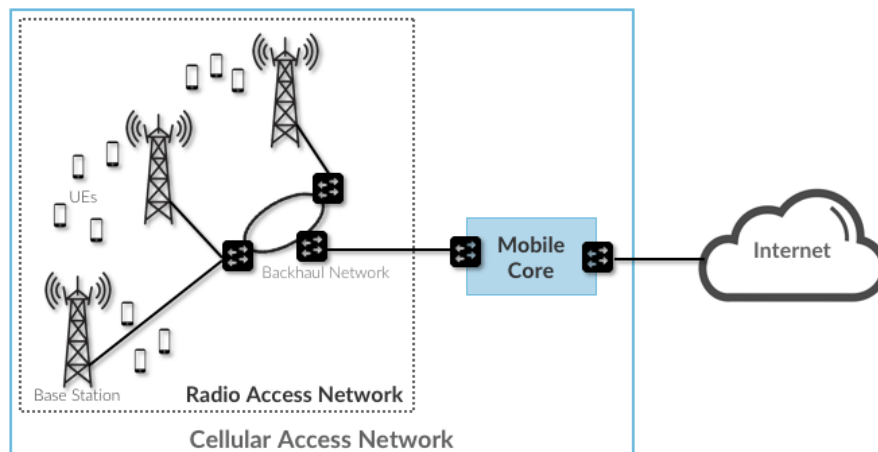 UEs
Backhaul Network
Mobile
Core
Internet
Base Station
Radio Access Network
Cellular Access Network